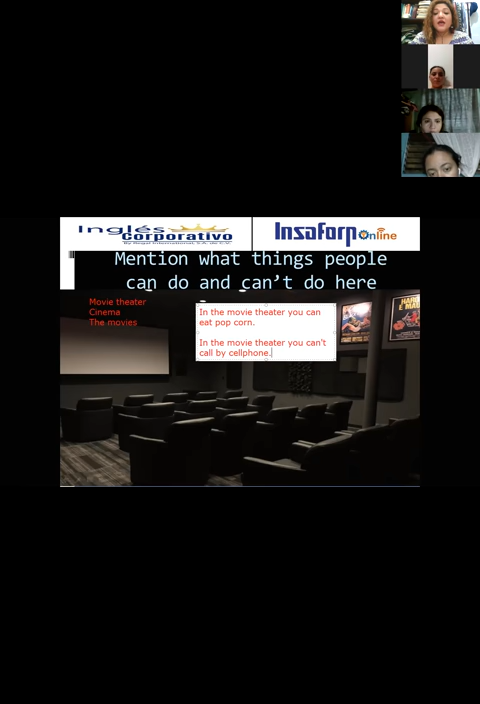 Inglés
Corporativo
Insaforp Online
Mention what things people
can do and can't do here
Movie theater
Cinema
The movies
In the movie theater you can
eat pop corn.
In the movie theater you can't
call by cellphone.